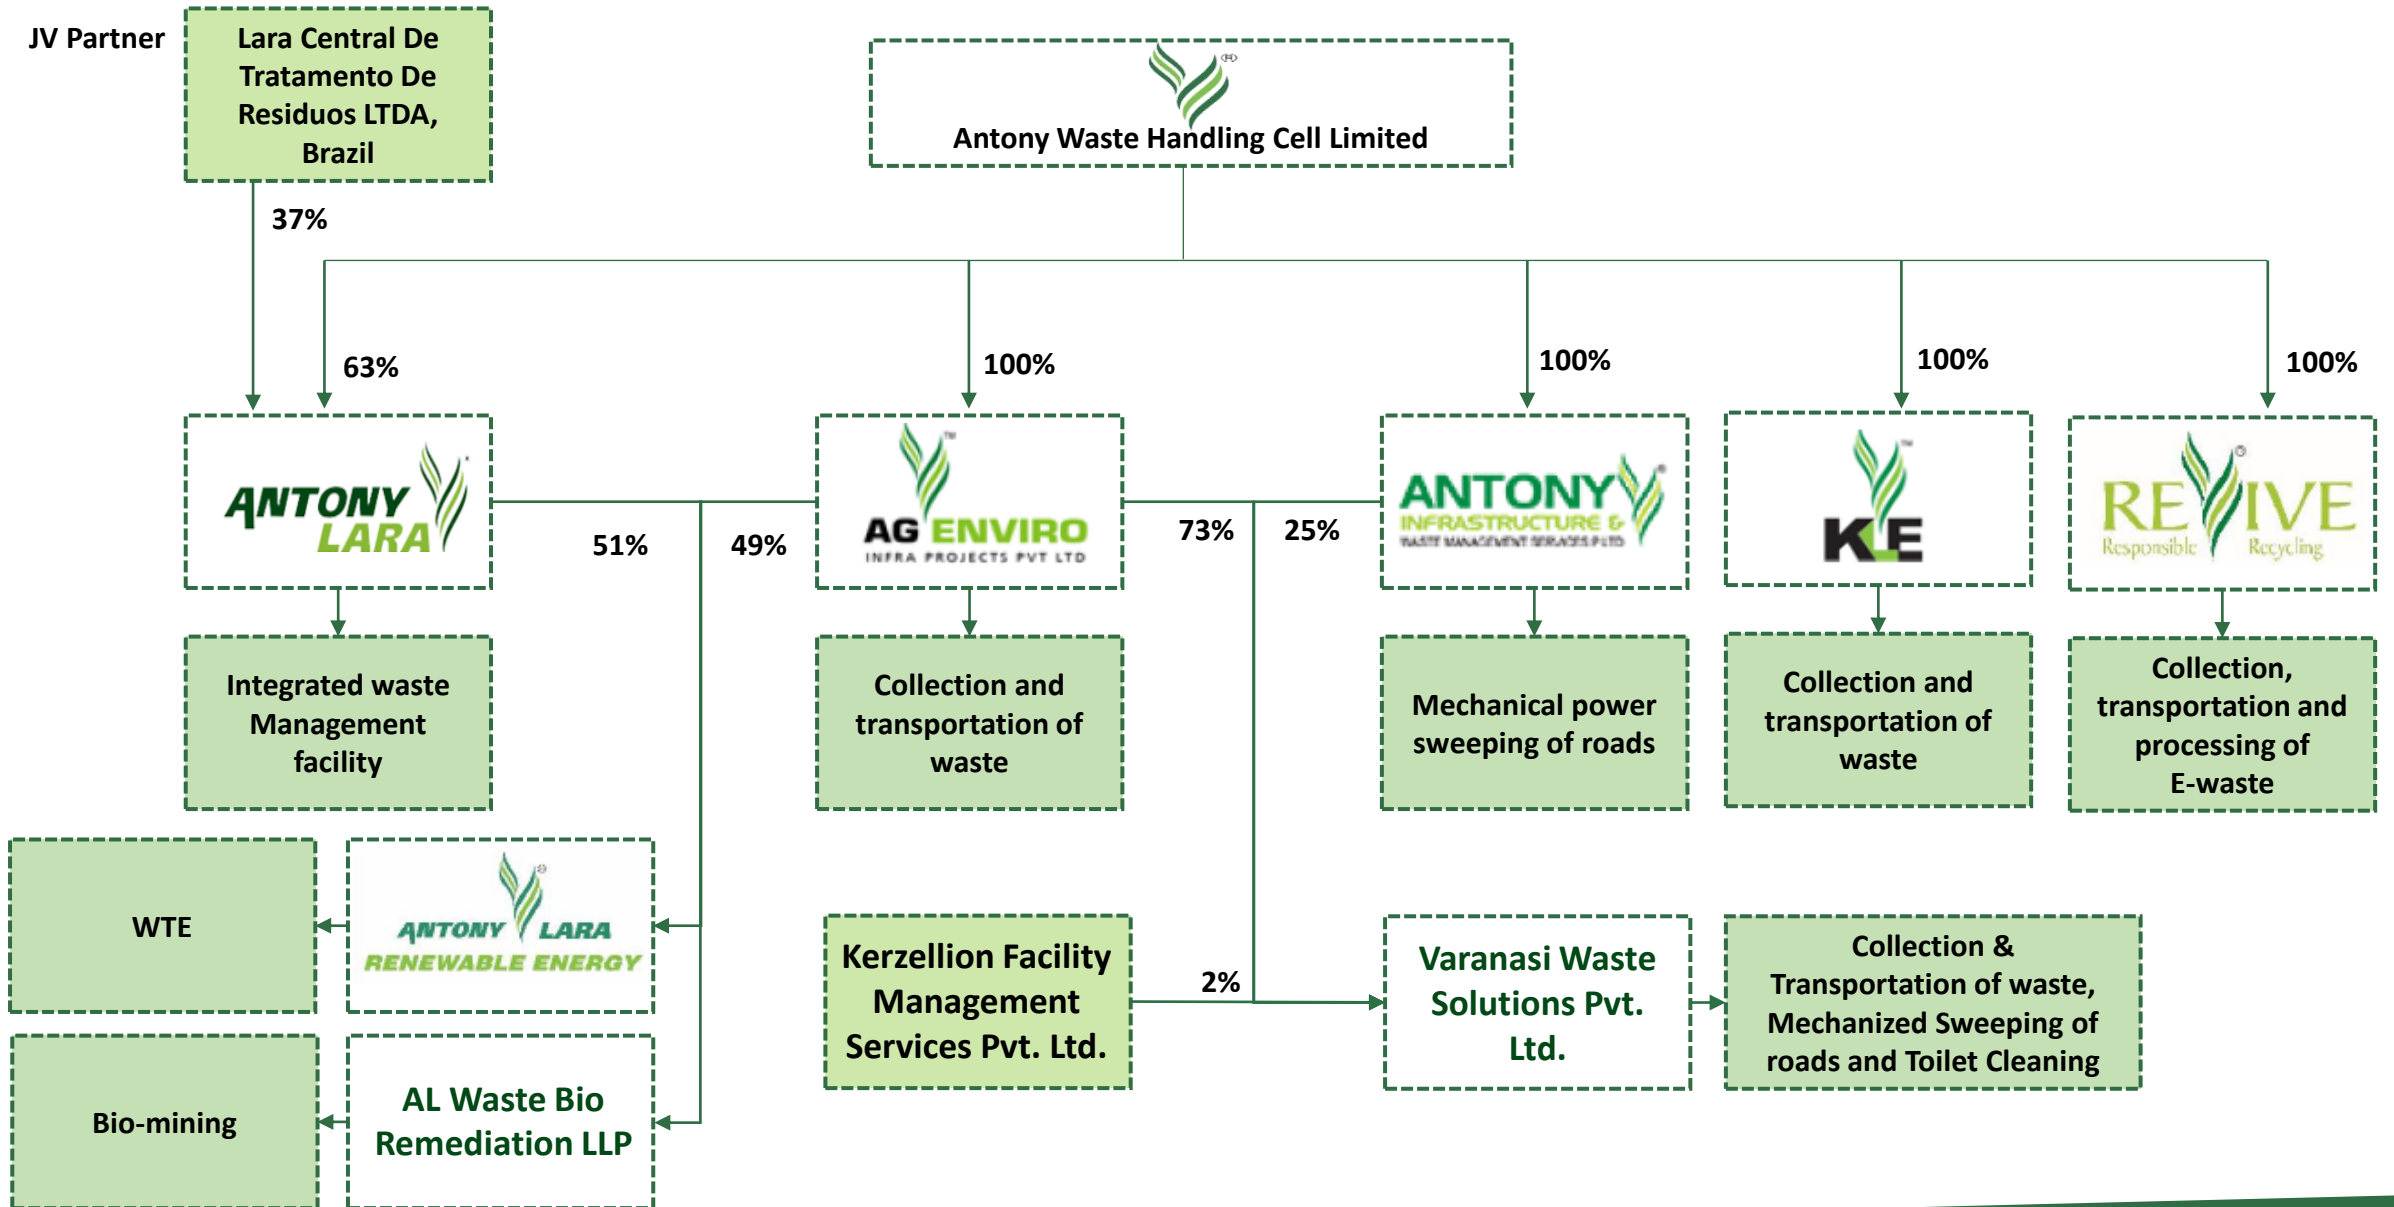 JV Partner
Lara Central De
Tratamento De
Residuos LTDA,
Brazil
Antony Waste Handling Cell Limited
37%
63%
100%
100%
100%
100%
ANTONY
LARA
AG ENVIRO
INFRA PROJECTS PVT LTD
ANTONY
INFRASTRUCTURE &
WASTE MANAGEMENT SERVICES P LTD
KLE
REVIVE
Responsible Recycling
51%
49%
73%
25%
Integrated waste
Management
facility
Collection and
transportation of
waste
Mechanical power
sweeping of roads
Collection and
transportation of
waste
Collection,
transportation and
processing of
E-waste
WTE
ANTONY LARA
RENEWABLE ENERGY
Kerzellion Facility
Management
Services Pvt. Ltd.
2%
Varanasi Waste
Solutions Pvt.
Ltd.
Collection &
Transportation of waste,
Mechanized Sweeping of
roads and Toilet Cleaning
Bio-mining
AL Waste Bio
Remediation LLP